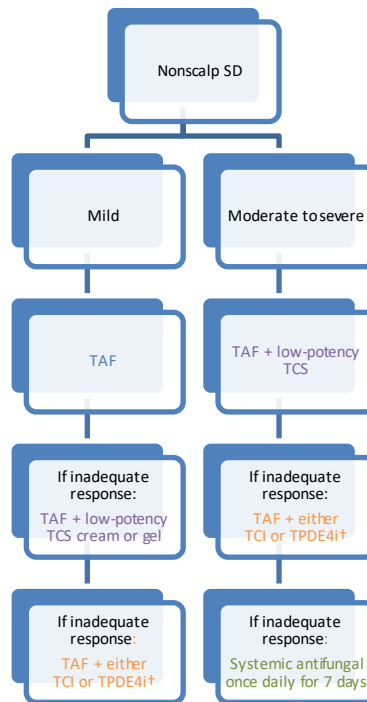 Nonscalp SD
Mild
Moderate to severe
TAF
TAF + low-potency
TCS
If inadequate
response:
TAF + low-potency
TCS cream or gel
If inadequate
response:
TAF + either
TCI or TPDE4i†
If inadequate
response:
TAF + either
TCI or TPDE4i†
If inadequate
response:
Systemic antifungal
once daily for 7 days